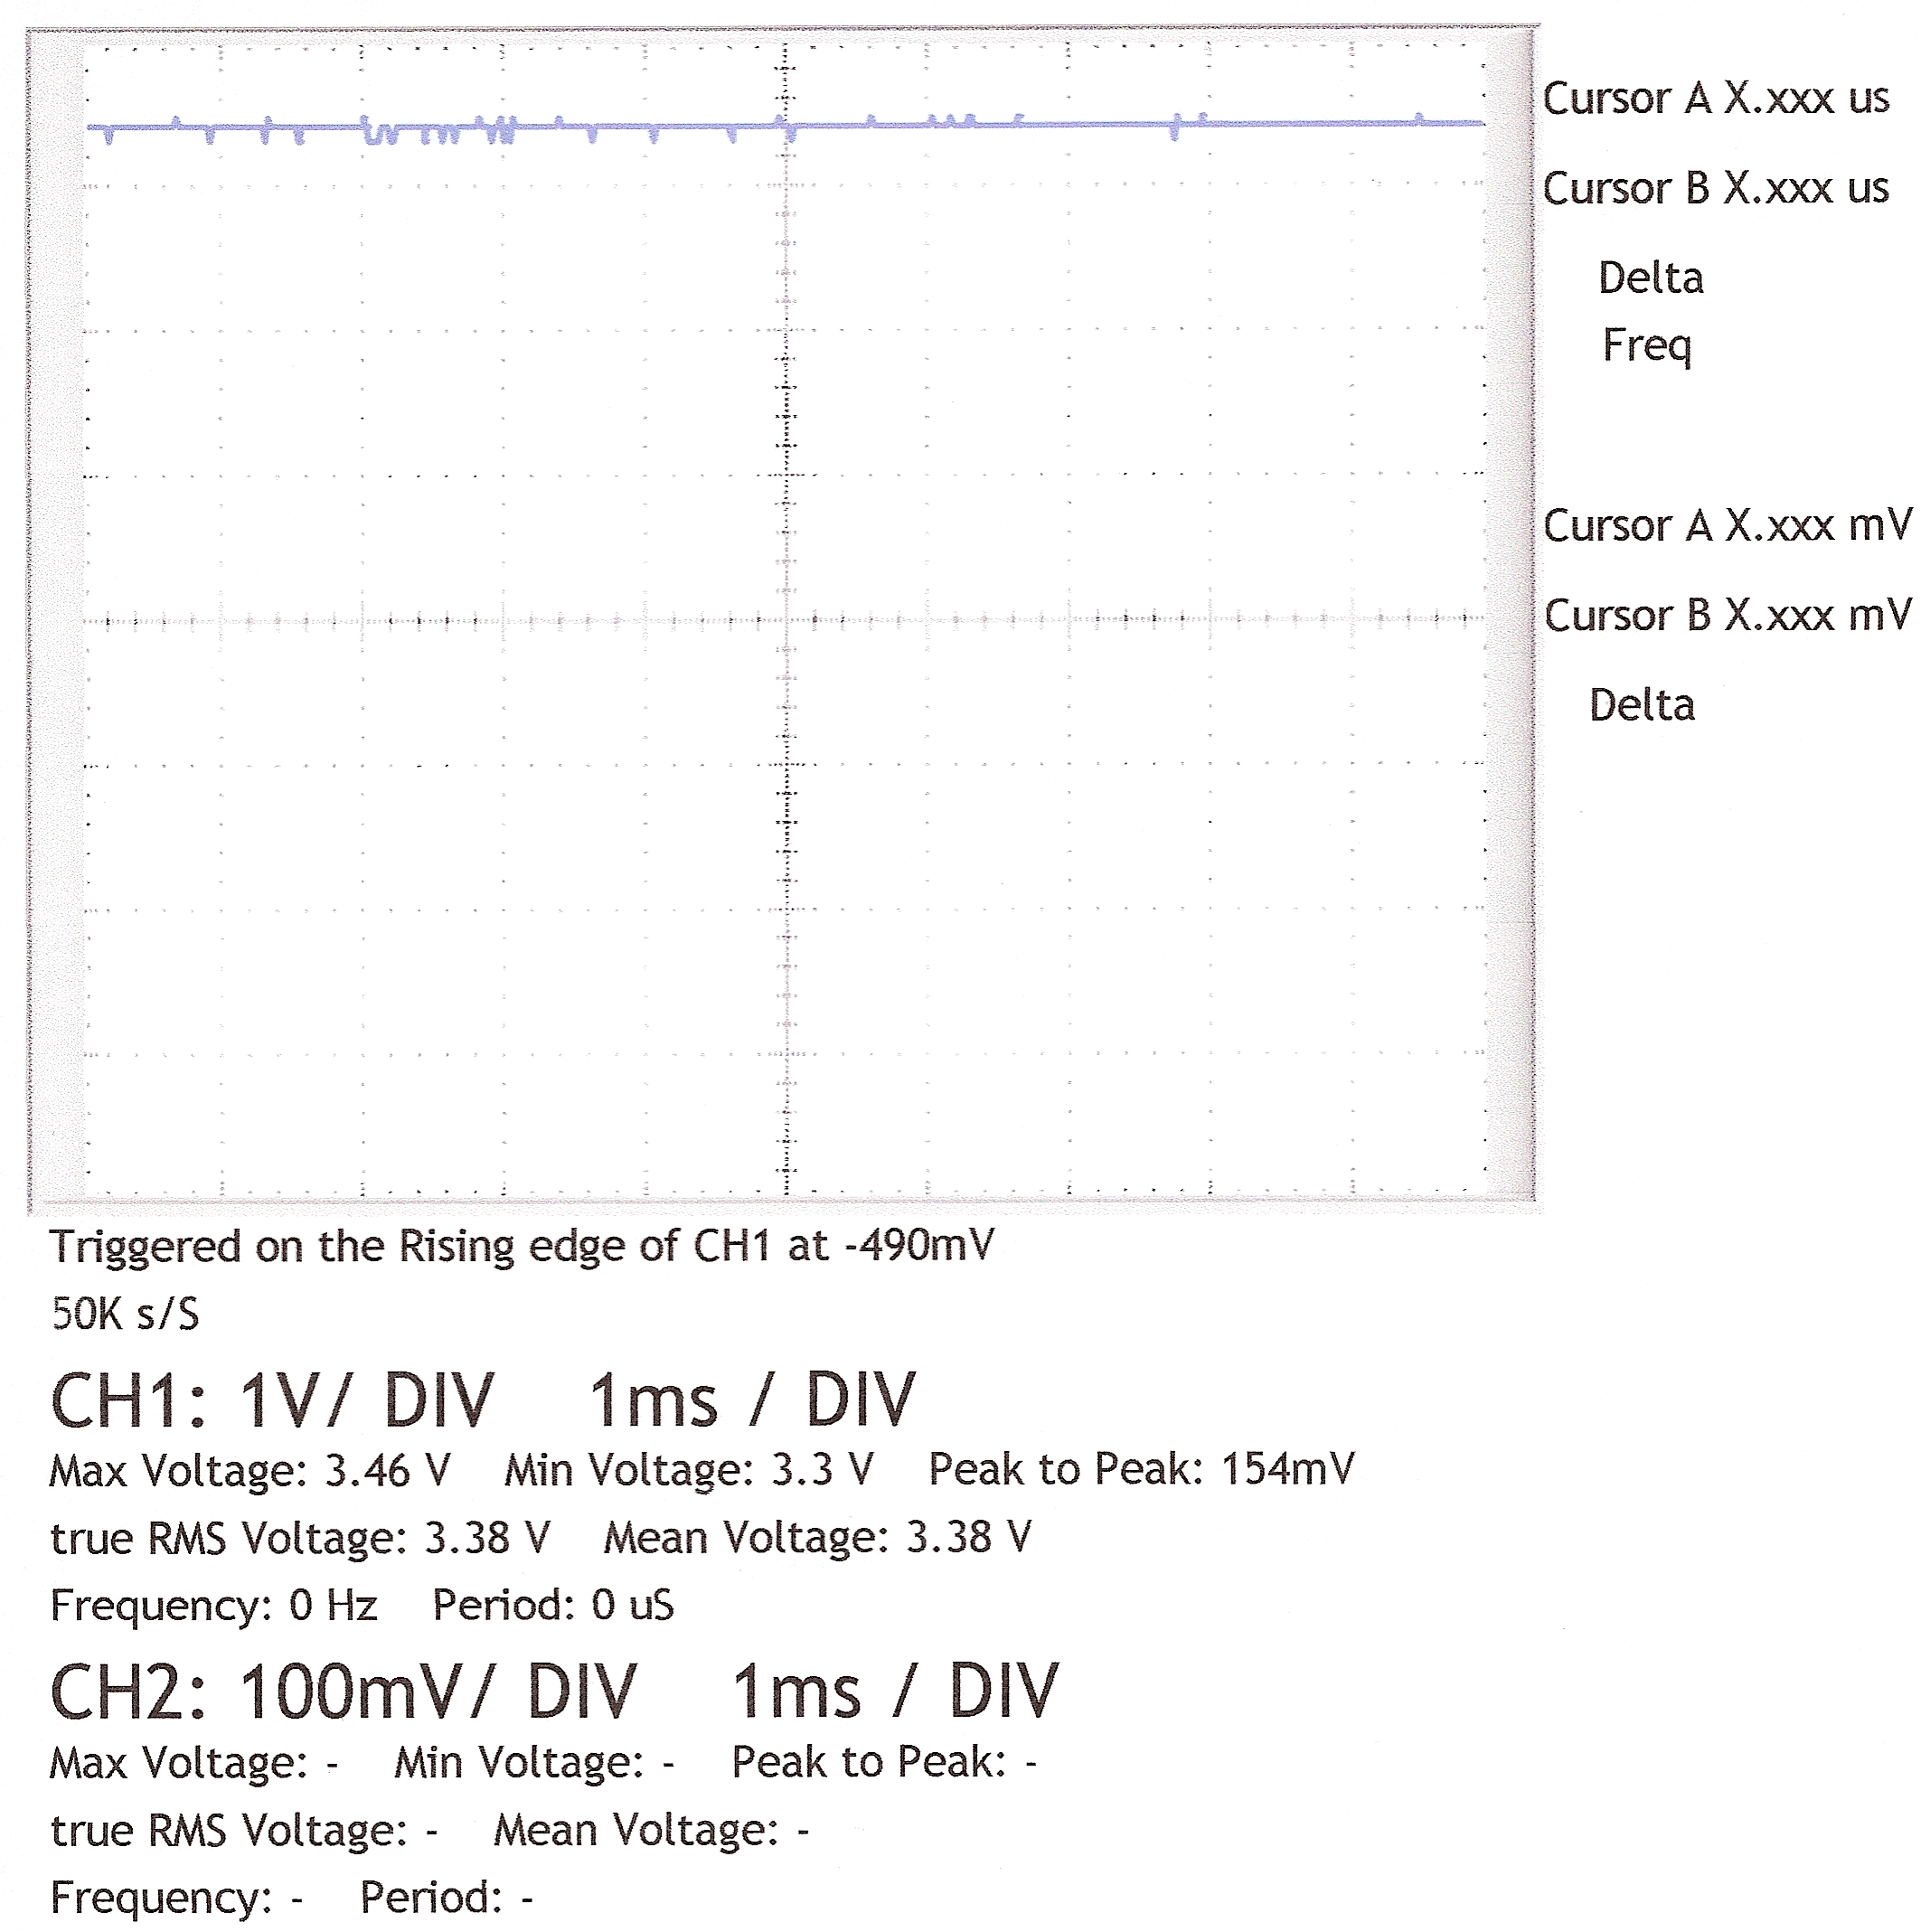 Cursor A X.xxx us
Cursor B X.xxx us
Delta
Freq
Cursor A X.xxx mV
Cursor B X.xxx mV
Delta
Triggered on the Rising edge of CH1 at -490mV
50K s/S
CH1: 1V/ DIV 1ms / DIV
Max Voltage: 3.46 V Min Voltage: 3.3 V Peak to Peak: 154mV
true RMS Voltage: 3.38 V Mean Voltage: 3.38 V
Frequency: 0 Hz Period: 0 uS
CH2: 100mV/ DIV 1ms / DIV
Max Voltage: - Min Voltage: - Peak to Peak: -
true RMS Voltage: - Mean Voltage: -
Frequency: - Period: -